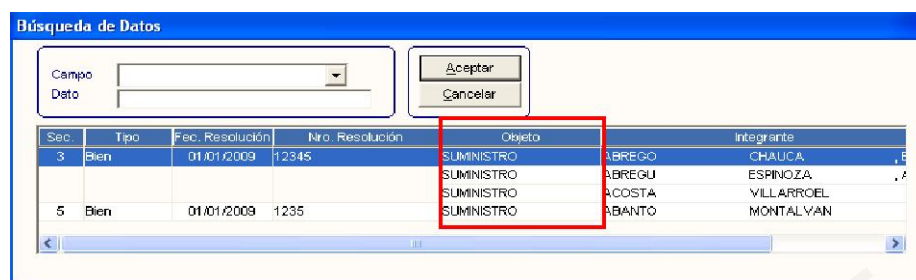 Búsqueda de Datos
Campo
Dato
Aceptar
Cancelar
Sec. Tipo Fec. Resolución Nro. Resolución Objeto Integrante
3 Bien 01/01/2009 12345 SUMINISTRO ABREGO CHAUCA
SUMINISTRO ABREGU ESPINOZA
SUMINISTRO ACOSTA VILLARROEL
5 Bien 01/01/2009 1235 SUMINISTRO ABANTO MONTALVAN